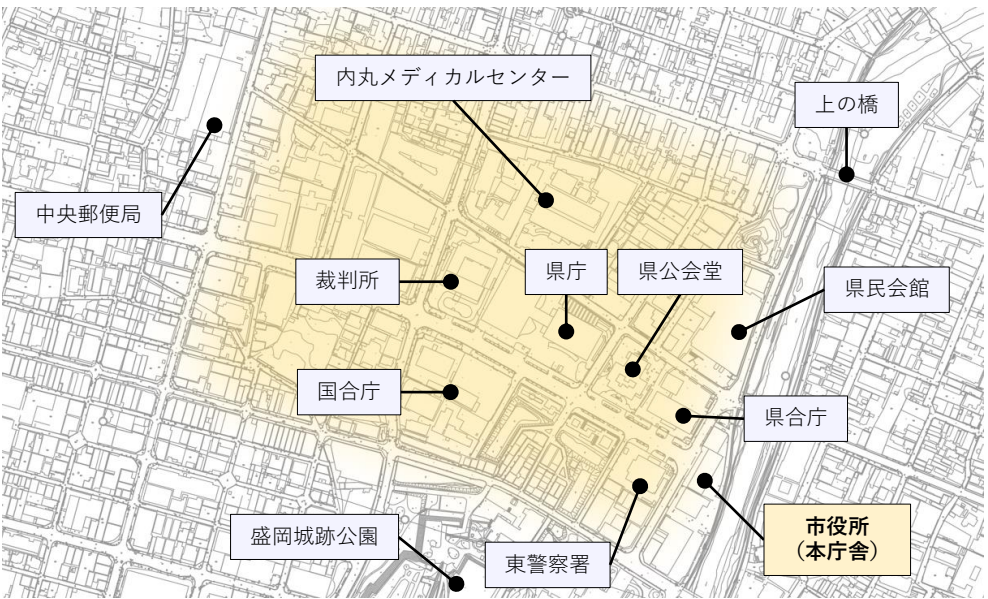 内丸メディカルセンター
上の橋
中央郵便局
裁判所
県庁
県公会堂
県民会館
国合庁
県合庁
盛岡城跡公園
東警察署
市役所
（本庁舎）